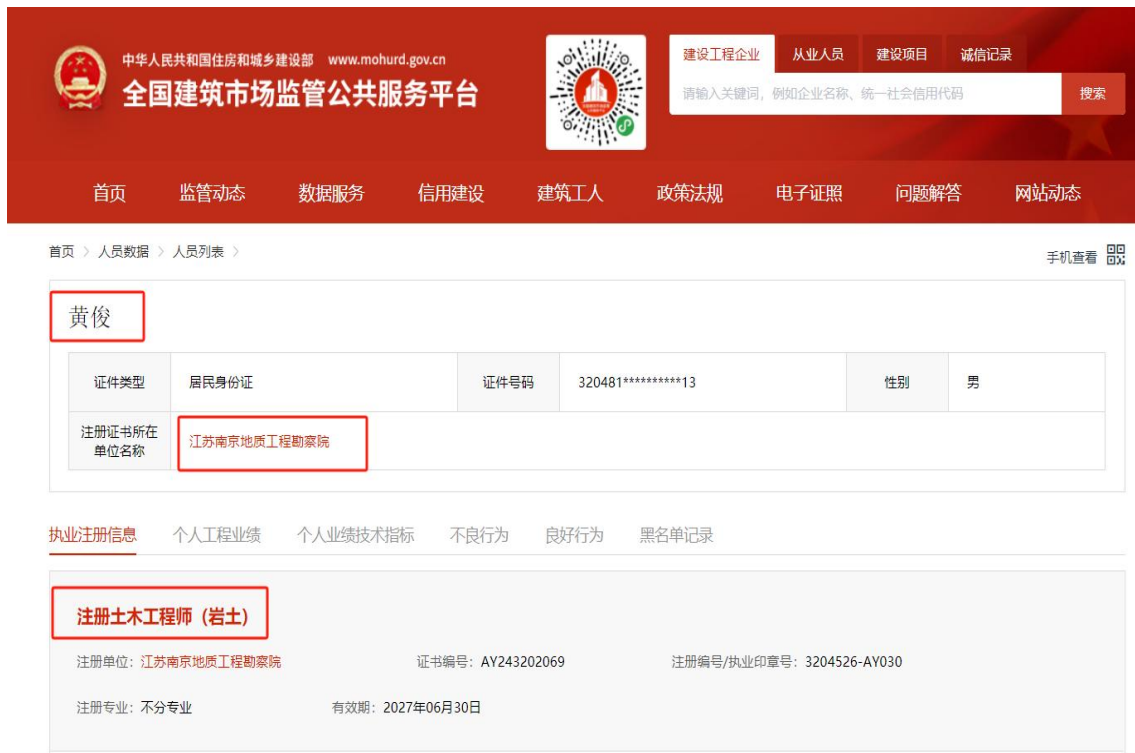 中华人民共和国住房和城乡建设部 www.mohurd.gov.cn
全国建筑市场监管公共服务平台
建设工程企业 从业人员 建设项目 诚信记录
请输入关键词，例如企业名称、统一社会信用代码 搜索
首页 监管动态 数据服务 信用建设 建筑工人 政策法规 电子证照 问题解答 网站动态
首页 > 人员数据 > 人员列表 >
手机查看
黄俊
证件类型 居民身份证 证件号码 320481**********13 性别 男
注册证书所在
单位名称
江苏南京地质工程勘察院
执业注册信息 个人工程业绩 个人业绩技术指标 不良行为 良好行为 黑名单记录
注册土木工程师（岩土）
注册单位：江苏南京地质工程勘察院 证书编号：AY243202069 注册编号/执业印章号：3204526-AY030
注册专业：不分专业 有效期：2027年06月30日